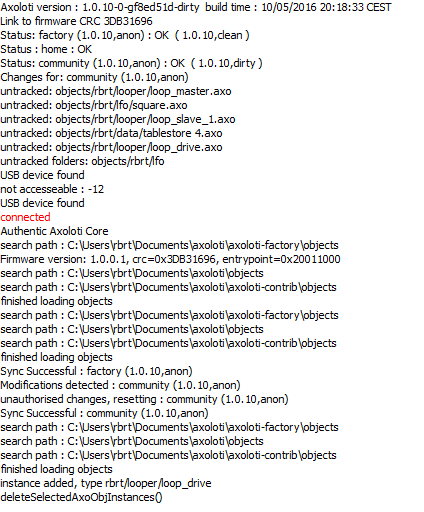 Axoloti version : 1.0.10-0-gf8ed51d-dirty  build time : 10/05/2016 20:18:33 CEST
Link to firmware CRC 3DB31696
Status: factory (1.0.10,anon) : OK  ( 1.0.10,clean )
Status : home : OK
Status: community (1.0.10,anon) : OK  ( 1.0.10,dirty )
Changes for: community (1.0.10,anon)
untracked: objects/rbrt/looper/loop_master.axo
untracked: objects/rbrt/lfo/square.axo
untracked: objects/rbrt/looper/loop_slave_1.axo
untracked: objects/rbrt/data/tablestore 4.axo
untracked: objects/rbrt/looper/loop_drive.axo
untracked folders: objects/rbrt/lfo
USB device found
not accesseable : -12
USB device found
connected
Authentic Axoloti Core
search path : C:\Users\rbrt\Documents\axoloti\axoloti-factory\objects
Firmware version: 1.0.0.1, crc=0x3DB31696, entrypoint=0x20011000
search path : C:\Users\rbrt\Documents\axoloti\objects
search path : C:\Users\rbrt\Documents\axoloti\axoloti-contrib\objects
finished loading objects
search path : C:\Users\rbrt\Documents\axoloti\axoloti-factory\objects
search path : C:\Users\rbrt\Documents\axoloti\objects
search path : C:\Users\rbrt\Documents\axoloti\axoloti-contrib\objects
finished loading objects
Sync Successful : factory (1.0.10,anon)
Modifications detected : community (1.0.10,anon)
unauthorised changes, resetting : community (1.0.10,anon)
Sync Successful : community (1.0.10,anon)
search path : C:\Users\rbrt\Documents\axoloti\axoloti-factory\objects
search path : C:\Users\rbrt\Documents\axoloti\objects
search path : C:\Users\rbrt\Documents\axoloti\axoloti-contrib\objects
finished loading objects
instance added, type rbrt/looper/loop_drive
deleteSelectedAxoObjInstances()